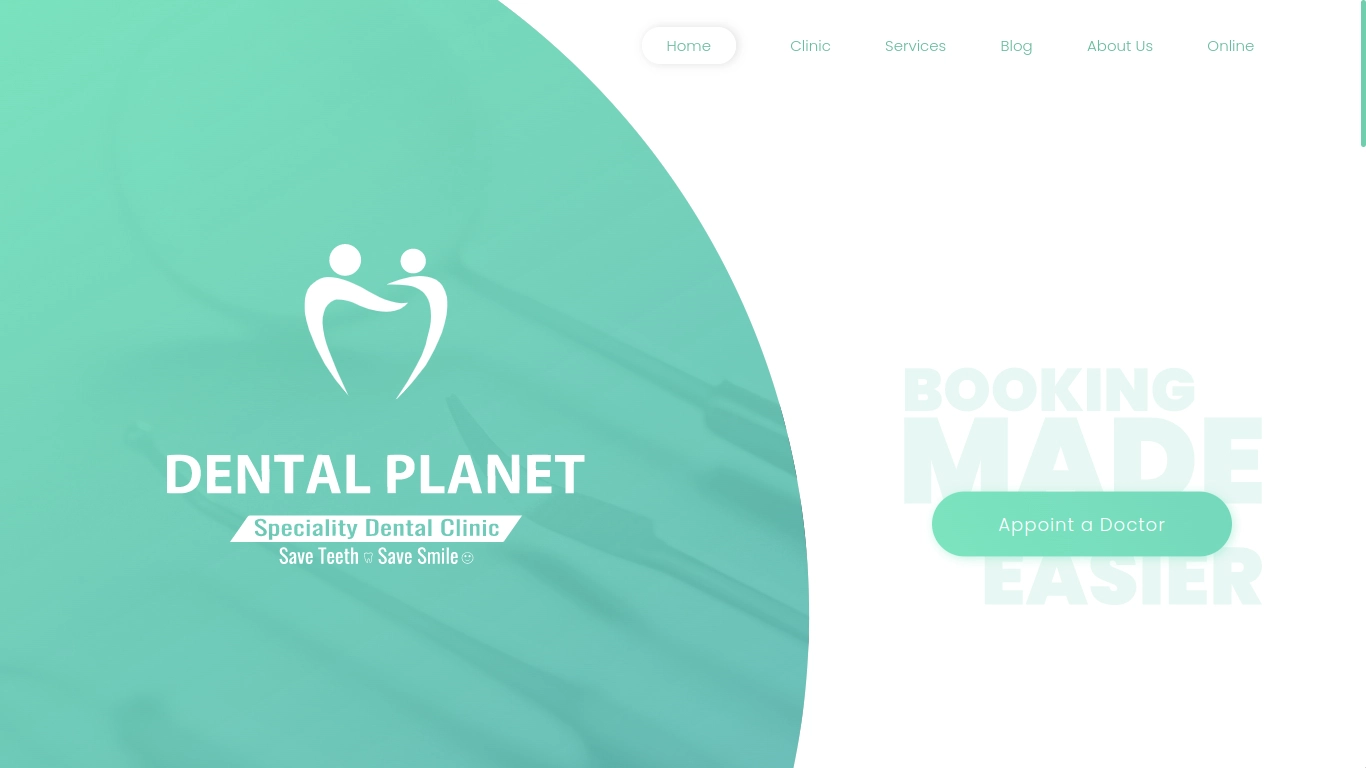 Home
Clinic
Services
Blog
About Us
Online
DENTAL PLANET
Speciality Dental Clinic
Save Teeth Save Smile
BOOKING
MADE
Appoint a Doctor
EASIER